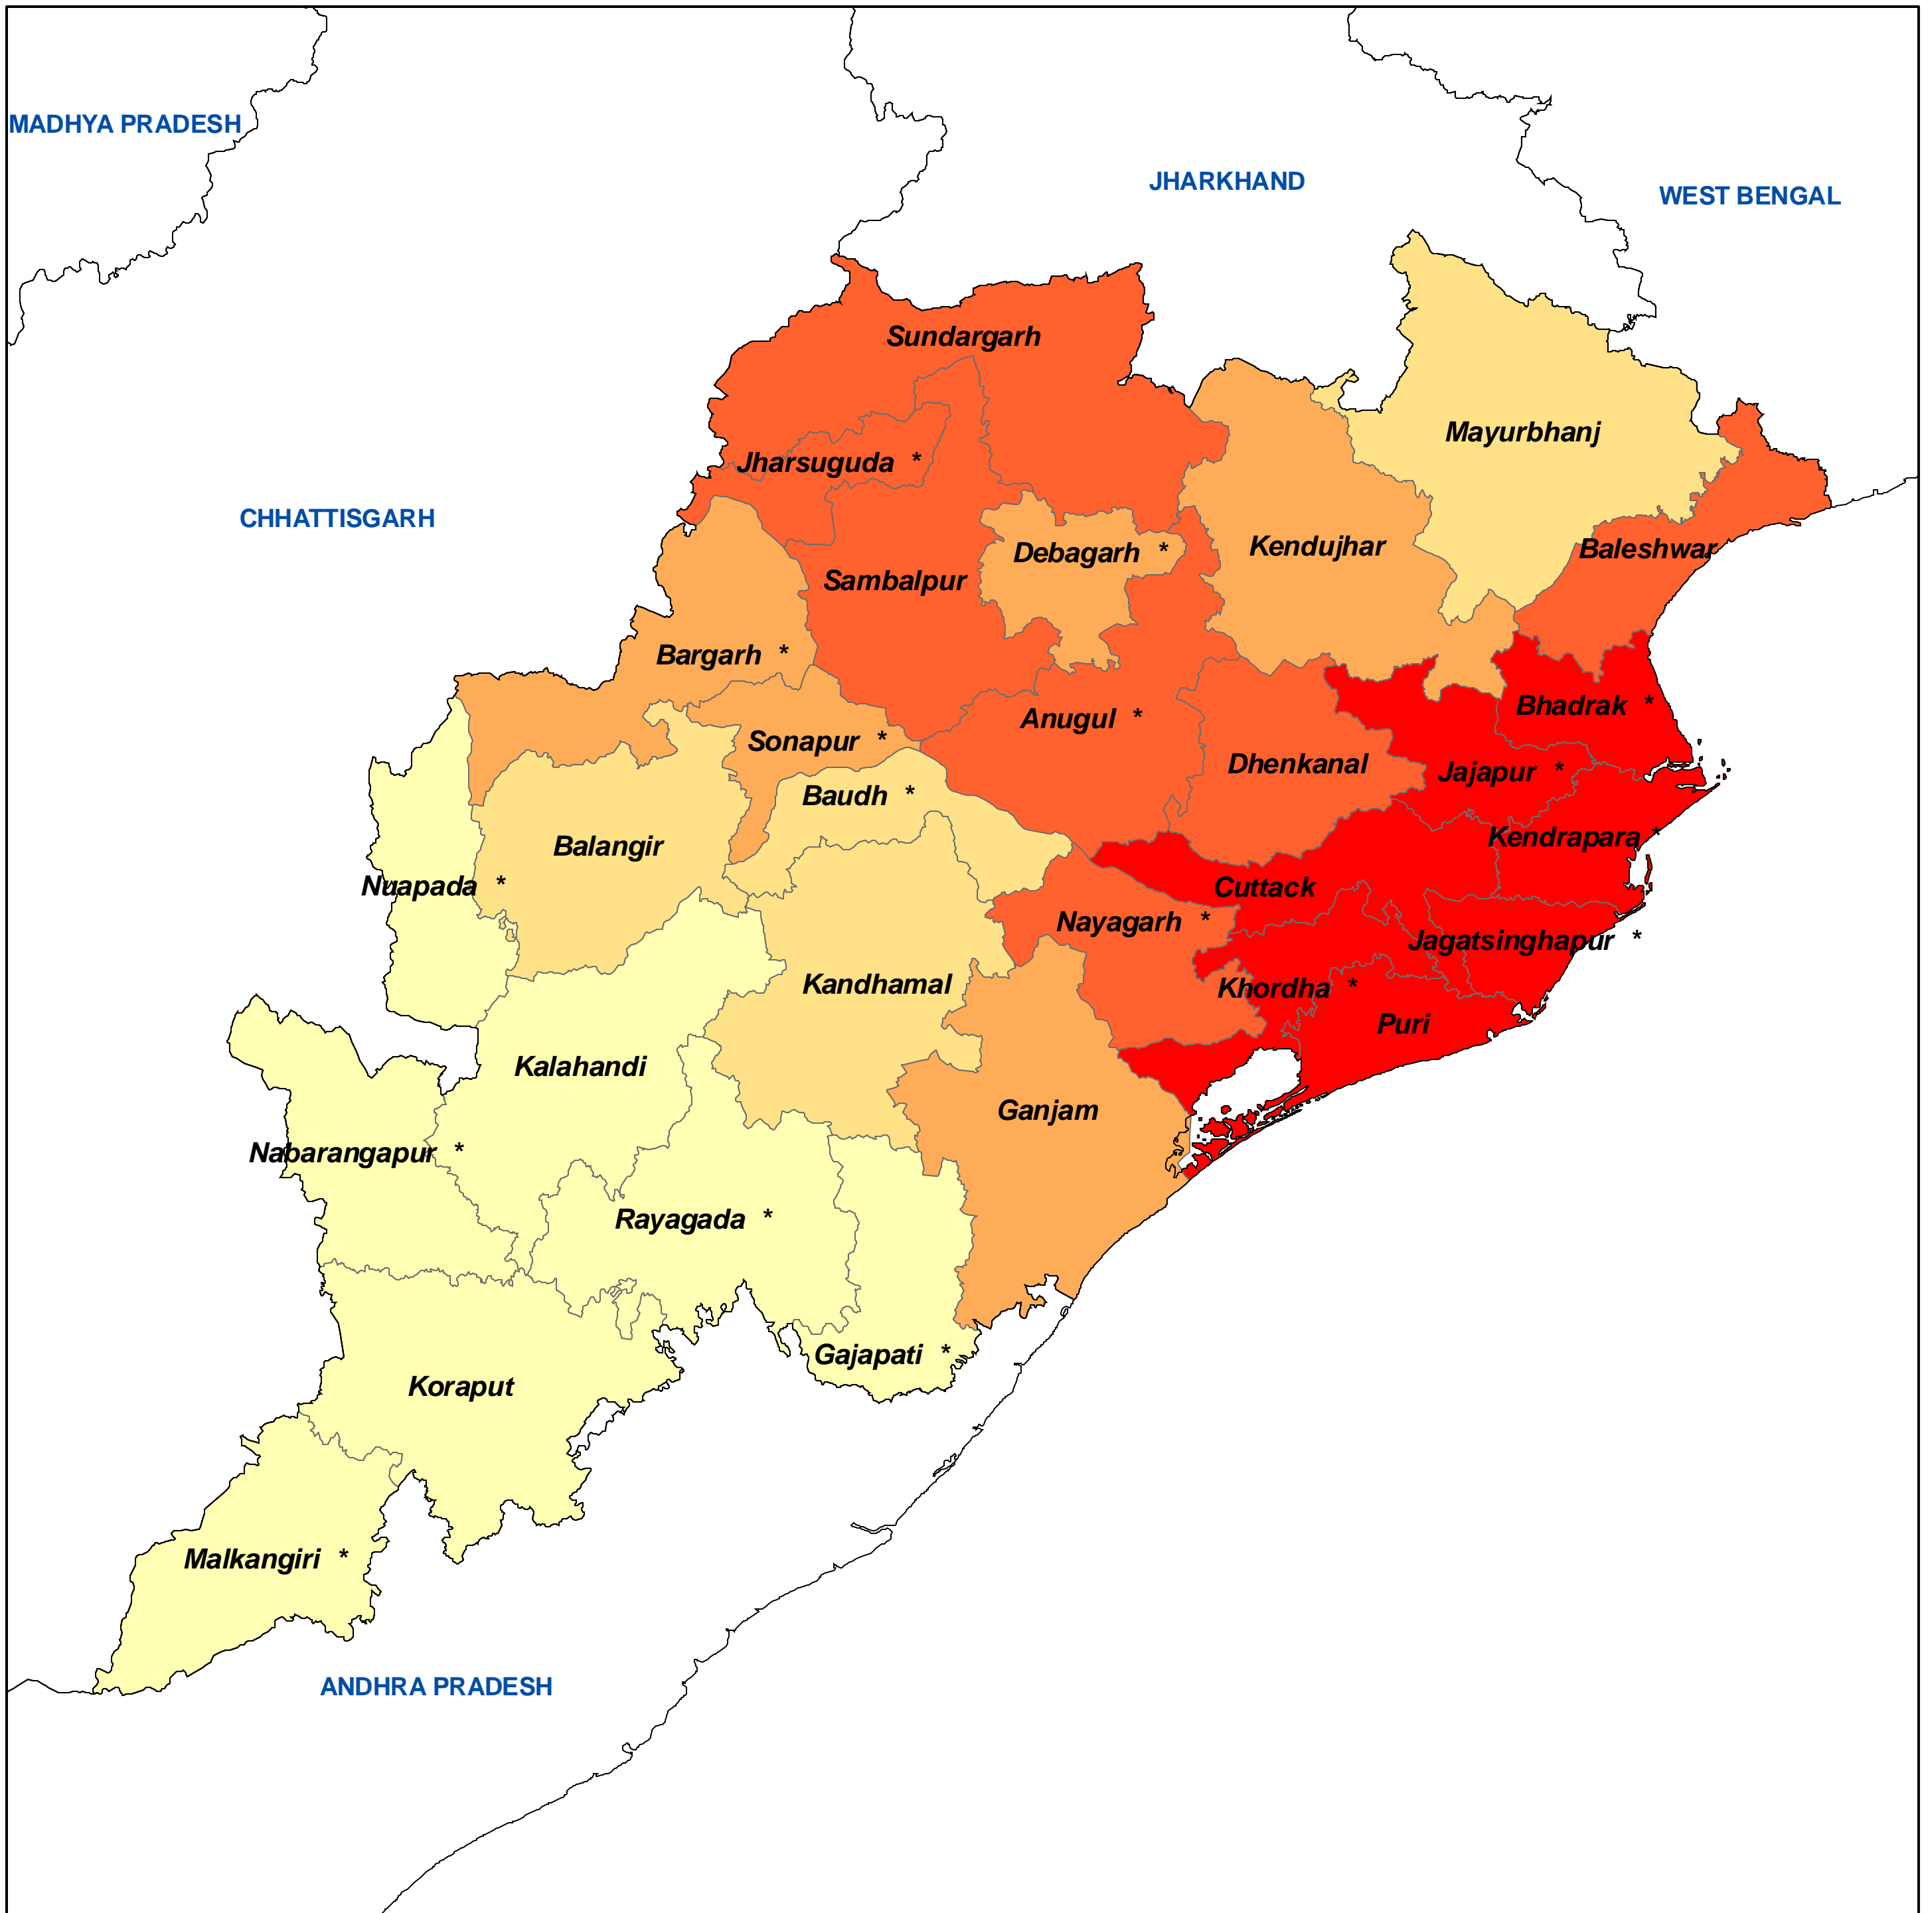 MADHYA PRADESH
JHARKHAND
WEST BENGAL
Sundargarh
Mayurbhanj
Jharsuguda *
CHHATTISGARH
Kendujhar
Baleshwar
Debagarh *
Sambalpur
Bargarh *
Bhadrak *
Anugul *
Sonapur *
Dhenkanal
Jajapur *
Baudh *
Kendrapara *
Balangir
Nuapada *
Cuttack
Nayagarh *
Jagatsinghapur *
Kandhamal
Khordha *
Puri
Kalahandi
Ganjam
Nabarangapur *
Rayagada *
Gajapati *
Koraput
Malkangiri *
ANDHRA PRADESH